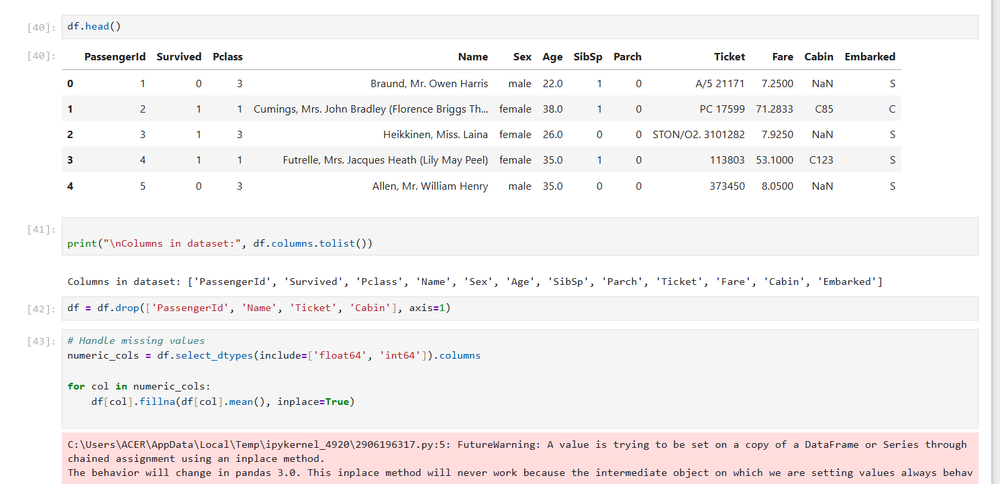 [40]: df.head()
[40]: PassengerId Survived Pclass Name Sex Age SibSp Parch Ticket Fare Cabin Embarked
0 1 0 3 Braund, Mr. Owen Harris male 22.0 1 0 A/5 21171 7.2500 NaN S
1 2 1 1 Cumings, Mrs. John Bradley (Florence Briggs Th... female 38.0 1 0 PC 17599 71.2833 C85 C
2 3 1 3 Heikkinen, Miss. Laina female 26.0 0 0 STON/O2. 3101282 7.9250 NaN S
3 4 1 1 Futrelle, Mrs. Jacques Heath (Lily May Peel) female 35.0 1 0 113803 53.1000 C123 S
4 5 0 3 Allen, Mr. William Henry male 35.0 0 0 373450 8.0500 NaN S
[41]:
print("\nColumns in dataset:", df.columns.tolist())
Columns in dataset: ['PassengerId', 'Survived', 'Pclass', 'Name', 'Sex', 'Age', 'SibSp', 'Parch', 'Ticket', 'Fare', 'Cabin', 'Embarked']
[42]: df = df.drop(['PassengerId', 'Name', 'Ticket', 'Cabin'], axis=1)
[43]: # Handle missing values
numeric_cols = df.select_dtypes(include=['float64', 'int64']).columns
for col in numeric_cols:
    df[col].fillna(df[col].mean(), inplace=True)
C:\Users\ACER\AppData\Local\Temp\ipykernel_4920\2906196317.py:5: FutureWarning: A value is trying to be set on a copy of a DataFrame or Series through
chained assignment using an inplace method.
The behavior will change in pandas 3.0. This inplace method will never work because the intermediate object on which we are setting values always behav